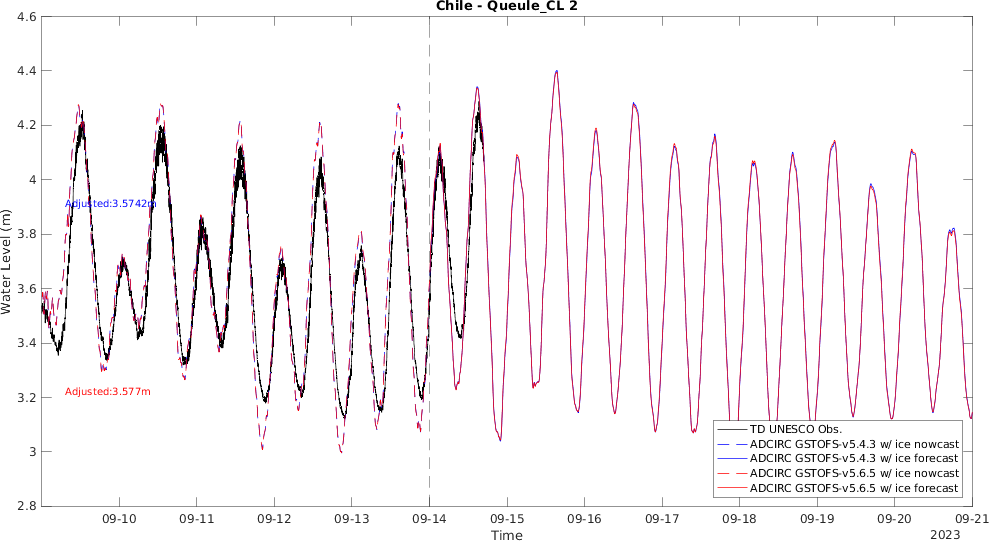 Chile - Queule_CL 2
4.6
4.4
4.2
4
3.8
3.6
3.4
3.2
3
2.8
Water Level (m)
Adjusted:3.5742m
Adjusted:3.577m
TD UNESCO Obs.
ADCIRC GSTOFS-v5.4.3 w/ ice nowcast
ADCIRC GSTOFS-v5.4.3 w/ ice forecast
ADCIRC GSTOFS-v5.6.5 w/ ice nowcast
ADCIRC GSTOFS-v5.6.5 w/ ice forecast
09-10 09-11 09-12 09-13 09-14 09-15 09-16 09-17 09-18 09-19 09-20 09-21
Time
2023